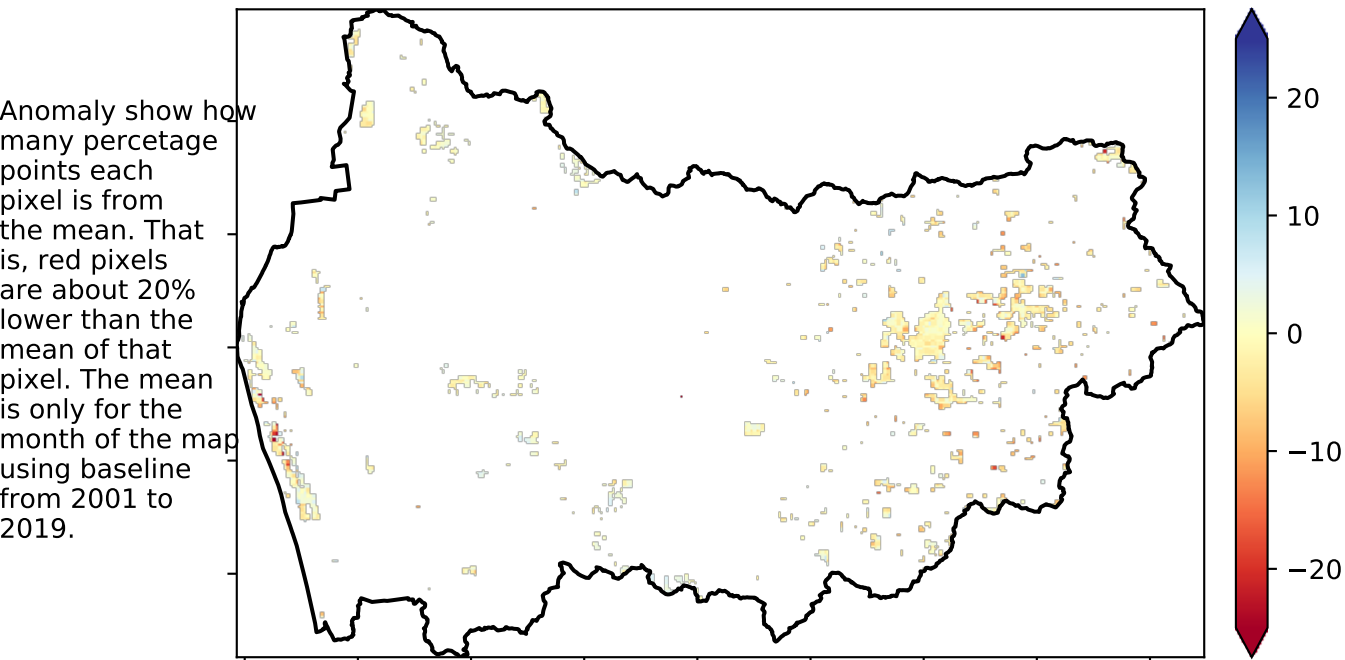 Anomaly show how
many percetage
points each
pixel is from
the mean. That
is, red pixels
are about 20%
lower than the
mean of that
pixel. The mean
is only for the
month of the map
using baseline
from 2001 to
2019.
20
10
0
−10
−20